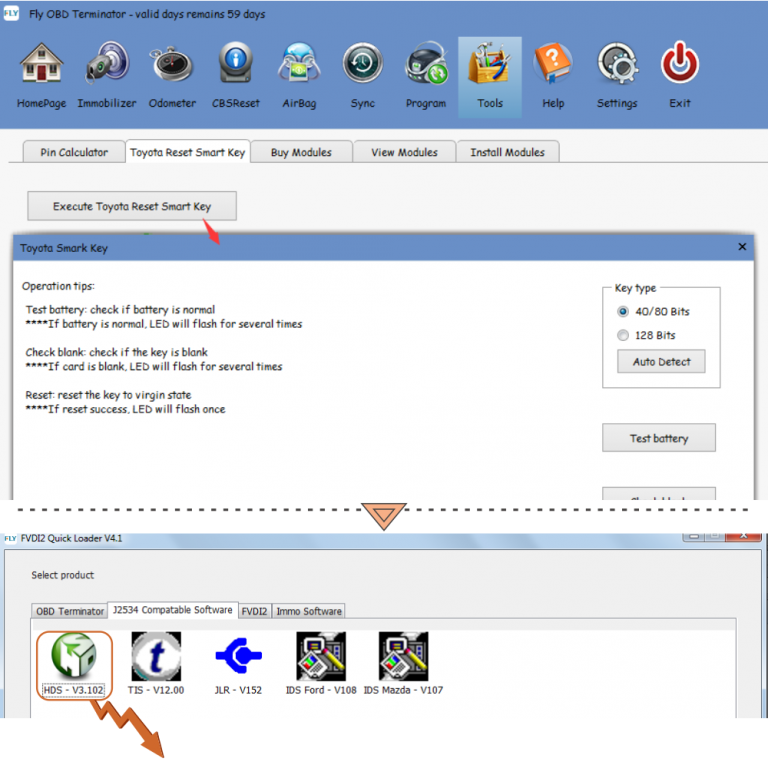 FLY Fly OBD Terminator - valid days remains 59 days
HomePage Immobilizer Odometer CBSReset AirBag Sync Program Tools Help Settings Exit
Pin Calculator Toyota Reset Smart Key Buy Modules View Modules Install Modules
Execute Toyota Reset Smart Key
Toyota Smark Key
Operation tips:
Key type
Test battery: check if battery is normal
40/80 Bits
****If battery is normal, LED will flash for several times
128 Bits
Check blank: check if the key is blank
Auto Detect
****If card is blank, LED will flash for several times
Reset: reset the key to virgin state
****If reset success, LED will flash once
Test battery
FLY FVDI2 Quick Loader V4.1
Select product
OBD Terminator J2534 Compatable Software FVDI2 Immo Software
HDS - V3.102 TIS - V12.00 JLR - V152 IDS Ford - V108 IDS Mazda - V107